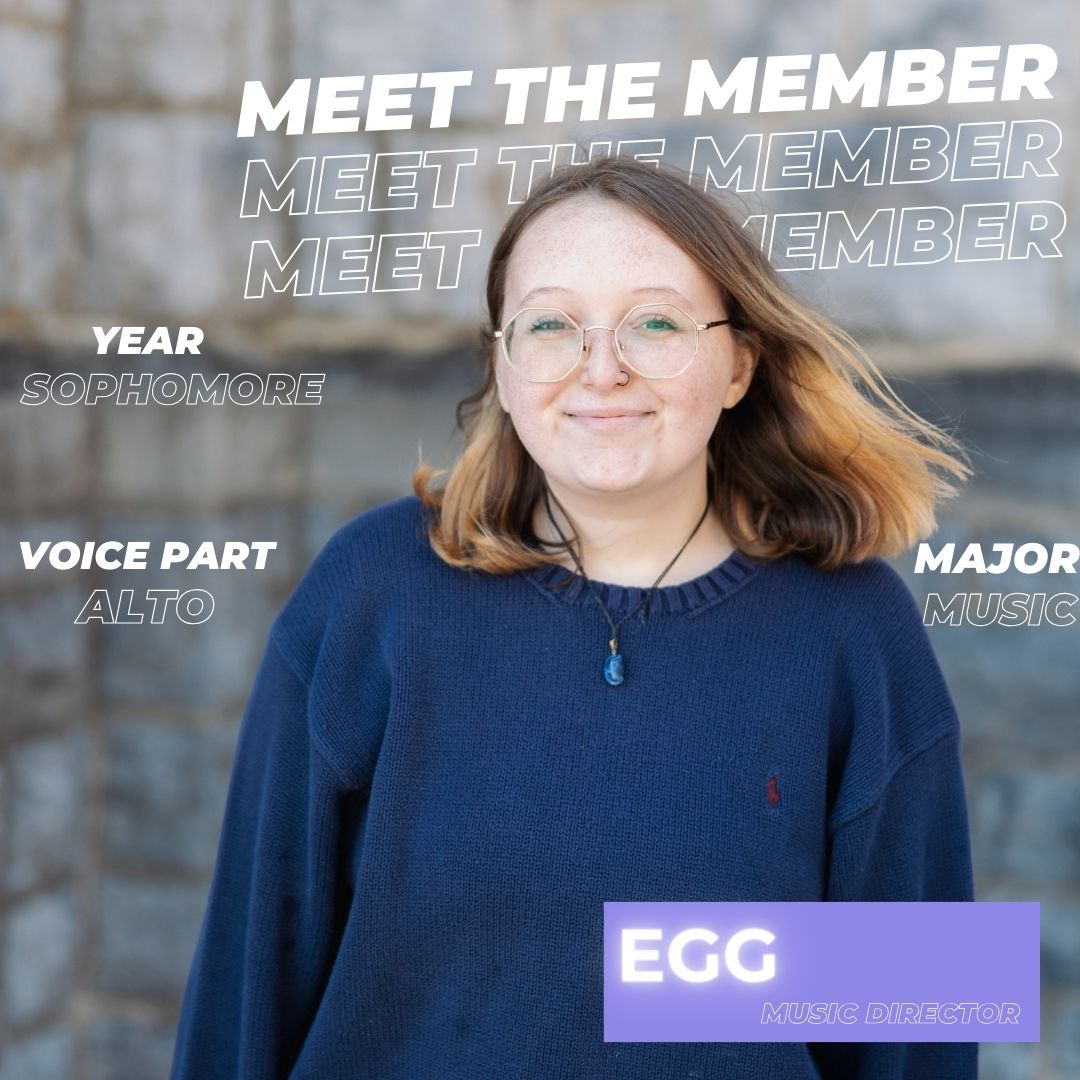 MEET THE MEMBER
MEET THE MEMBER
MEET MEMBER
YEAR
SOPHOMORE
VOICE PART
ALTO
MAJOR
MUSIC
EGG
MUSIC DIRECTOR